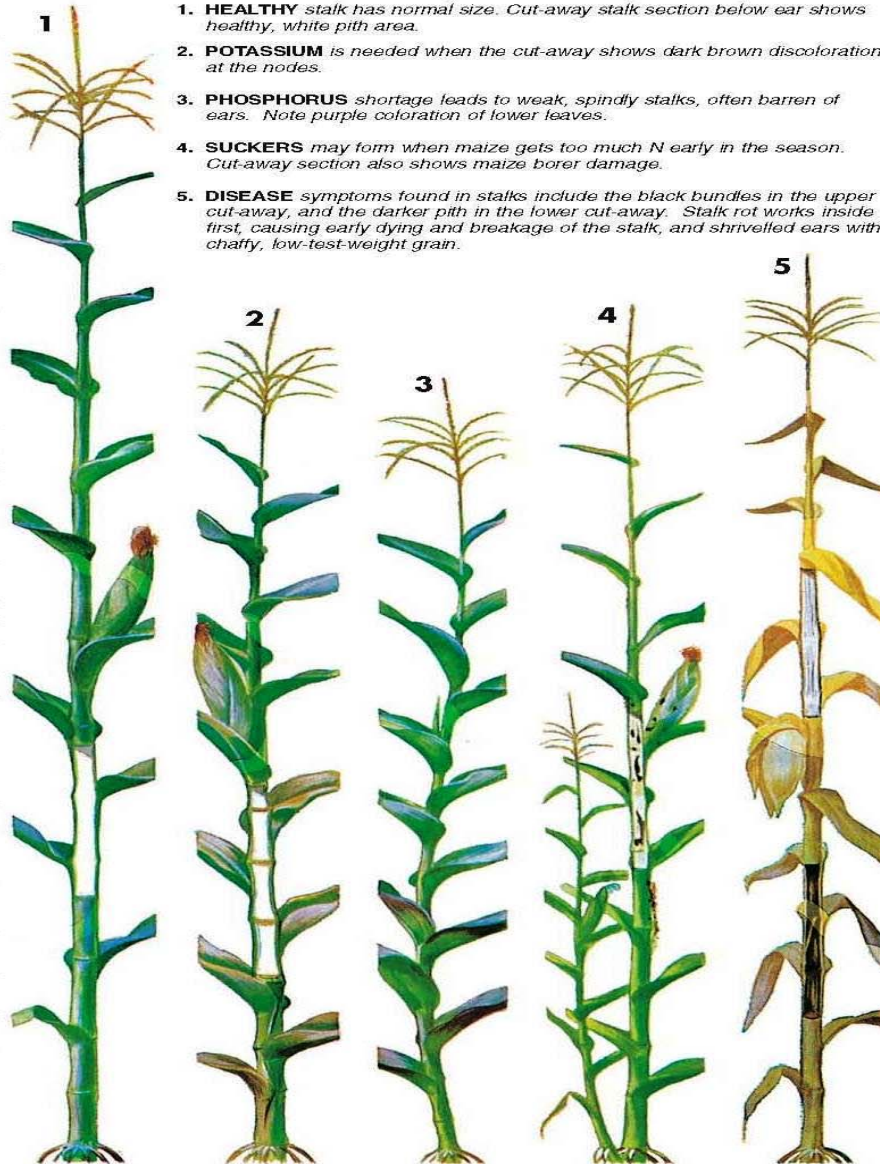 1. HEALTHY stalk has normal size. Cut-away stalk section below ear shows
healthy, white pith area.
2. POTASSIUM is needed when the cut-away shows dark brown discoloration
at the nodes.
3. PHOSPHORUS shortage leads to weak, spindly stalks, often barren of
ears. Note purple coloration of lower leaves.
4. SUCKERS may form when maize gets too much N early in the season.
Cut-away section also shows maize borer damage.
5. DISEASE symptoms found in stalks include the black bundles in the upper
cut-away, and the darker pith in the lower cut-away. Stalk rot works inside
first, causing early dying and breakage of the stalk, and shrivelled ears with
chaffy, low-test-weight grain.
1
2
3
4
5